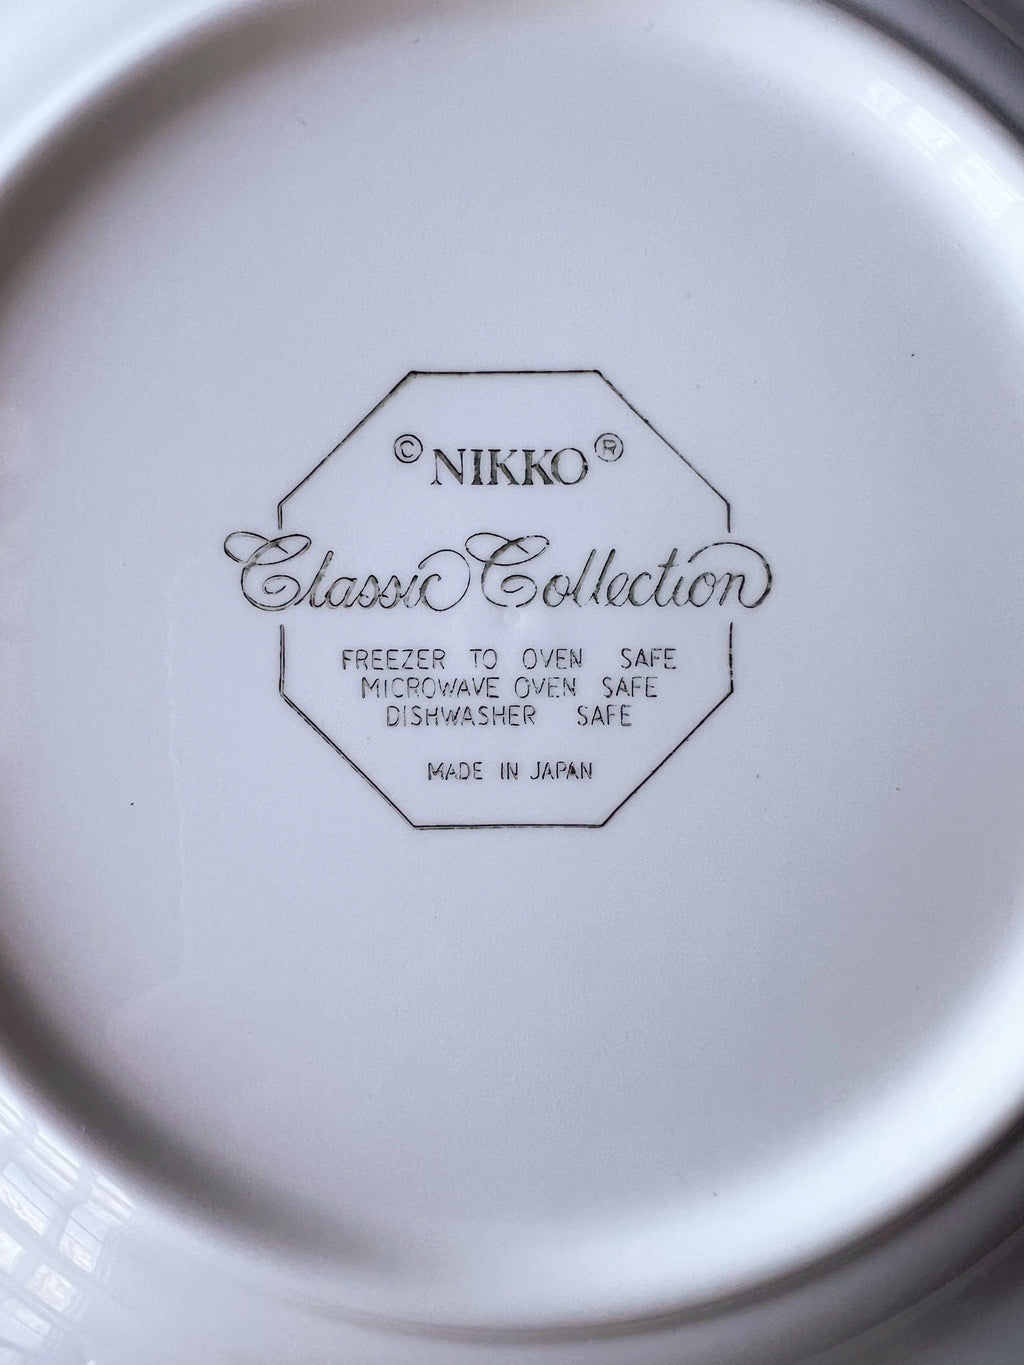 © NIKKO ®
Classic Collection
FREEZER TO OVEN SAFE
MICROWAVE OVEN SAFE
DISHWASHER SAFE
MADE IN JAPAN